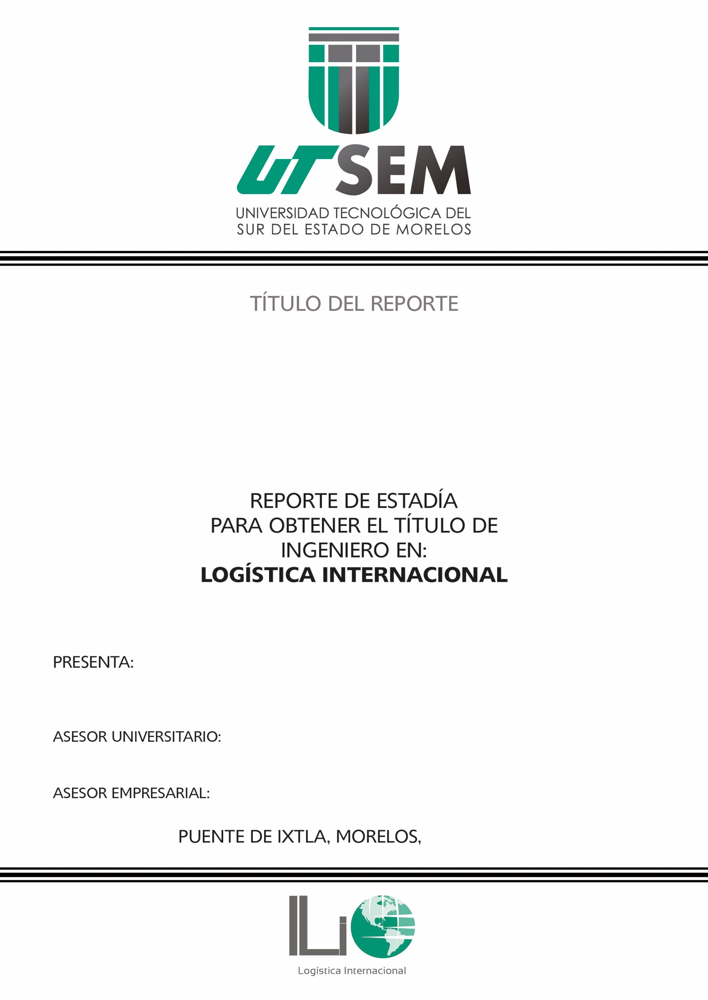 UTSEM
UNIVERSIDAD TECNOLÓGICA DEL
SUR DEL ESTADO DE MORELOS
TÍTULO DEL REPORTE
REPORTE DE ESTADÍA
PARA OBTENER EL TÍTULO DE
INGENIERO EN:
LOGÍSTICA INTERNACIONAL
PRESENTA:
ASESOR UNIVERSITARIO:
ASESOR EMPRESARIAL:
PUENTE DE IXTLA, MORELOS,
ILi
Logística Internacional